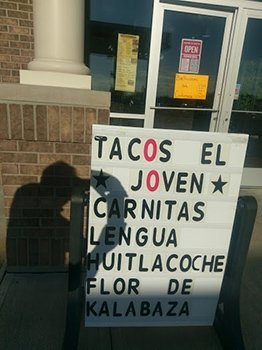 OPEN
TACOS EL
★ JOVEN ★
CARNITAS
LENGUA
HUITLACOCHE
FLOR DE
KALABAZA